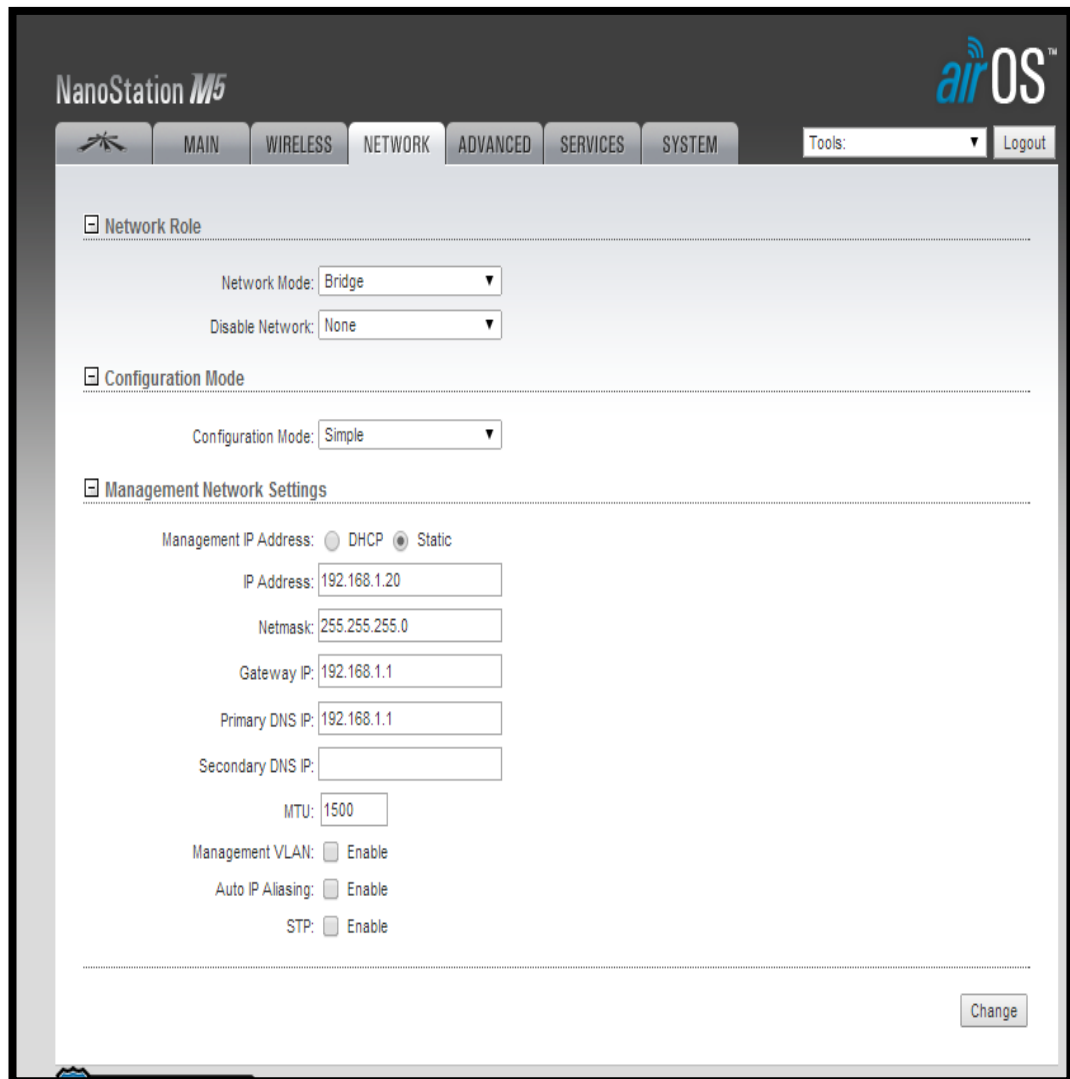 NanoStation M5
airOS™
MAIN WIRELESS NETWORK ADVANCED SERVICES SYSTEM Tools: Logout
Network Role
Network Mode: Bridge
Disable Network: None
Configuration Mode
Configuration Mode: Simple
Management Network Settings
Management IP Address: DHCP Static
IP Address: 192.168.1.20
Netmask: 255.255.255.0
Gateway IP: 192.168.1.1
Primary DNS IP: 192.168.1.1
Secondary DNS IP:
MTU: 1500
Management VLAN: Enable
Auto IP Aliasing: Enable
STP: Enable
Change